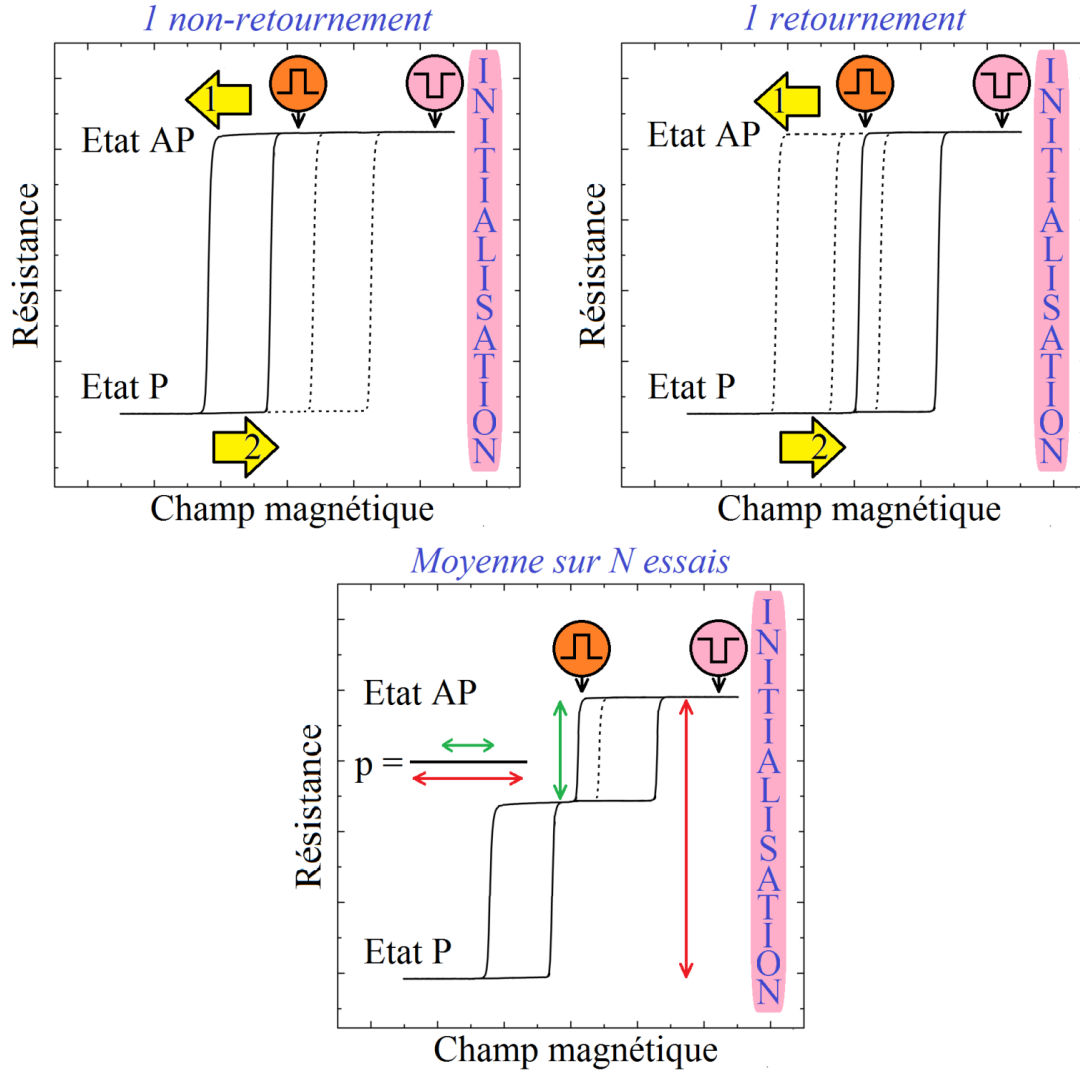 1 non-retournement
1
Etat AP
Etat P
2
Résistance
Champ magnétique
INITIALISATION
1 retournement
1
Etat AP
Etat P
2
Résistance
Champ magnétique
INITIALISATION
Moyenne sur N essais
Etat AP
p =
Etat P
Résistance
Champ magnétique
INITIALISATION